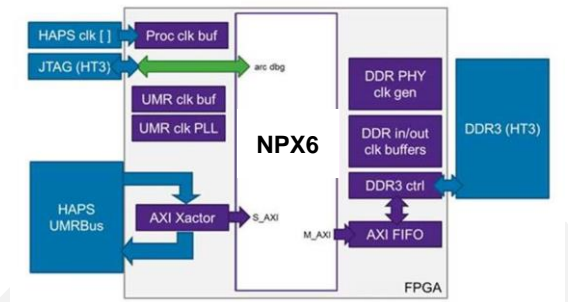 HAPS clk [ ]
Proc clk buf
JTAG (HT3)
arc dbg
UMR clk buf
UMR clk PLL
HAPS
UMRBus
AXI Xactor
S_AXI
NPX6
M_AXI
DDR PHY
clk gen
DDR in/out
clk buffers
DDR3 ctrl
AXI FIFO
DDR3 (HT3)
FPGA